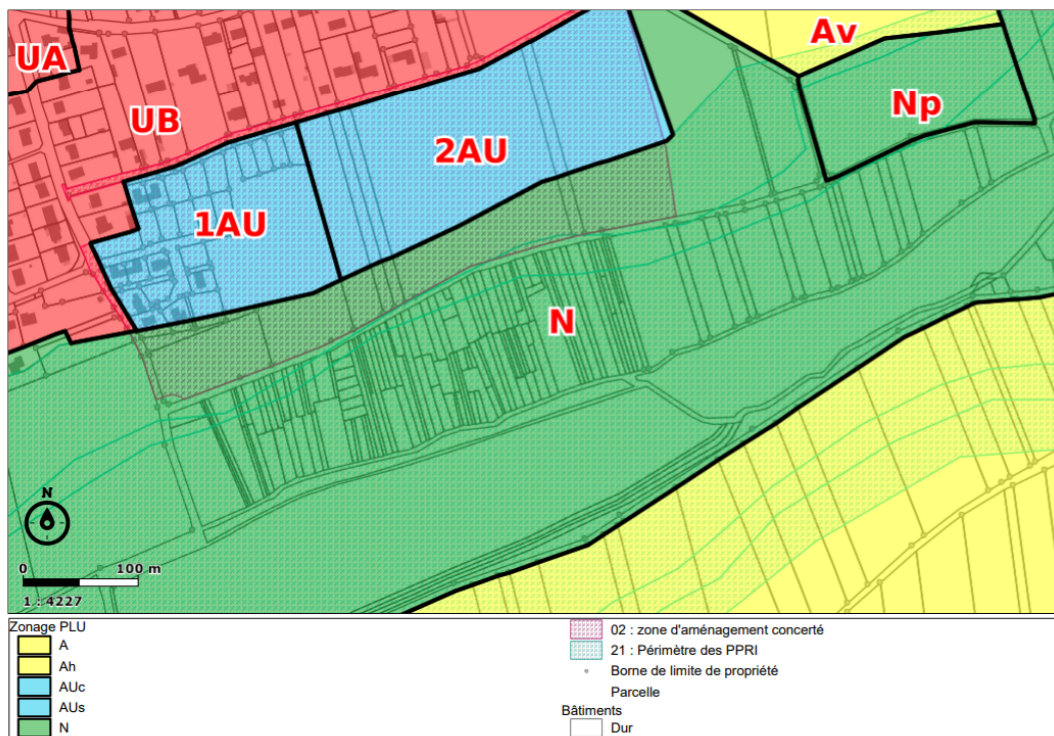 UA
Av
Np
UB
2AU
1AU
N
N
0 100 m
1 : 4227
Zonage PLU
A
Ah
AUc
AUs
N
02 : zone d'aménagement concerté
21 : Périmètre des PPRI
Borne de limite de propriété
Parcelle
Bâtiments
Dur